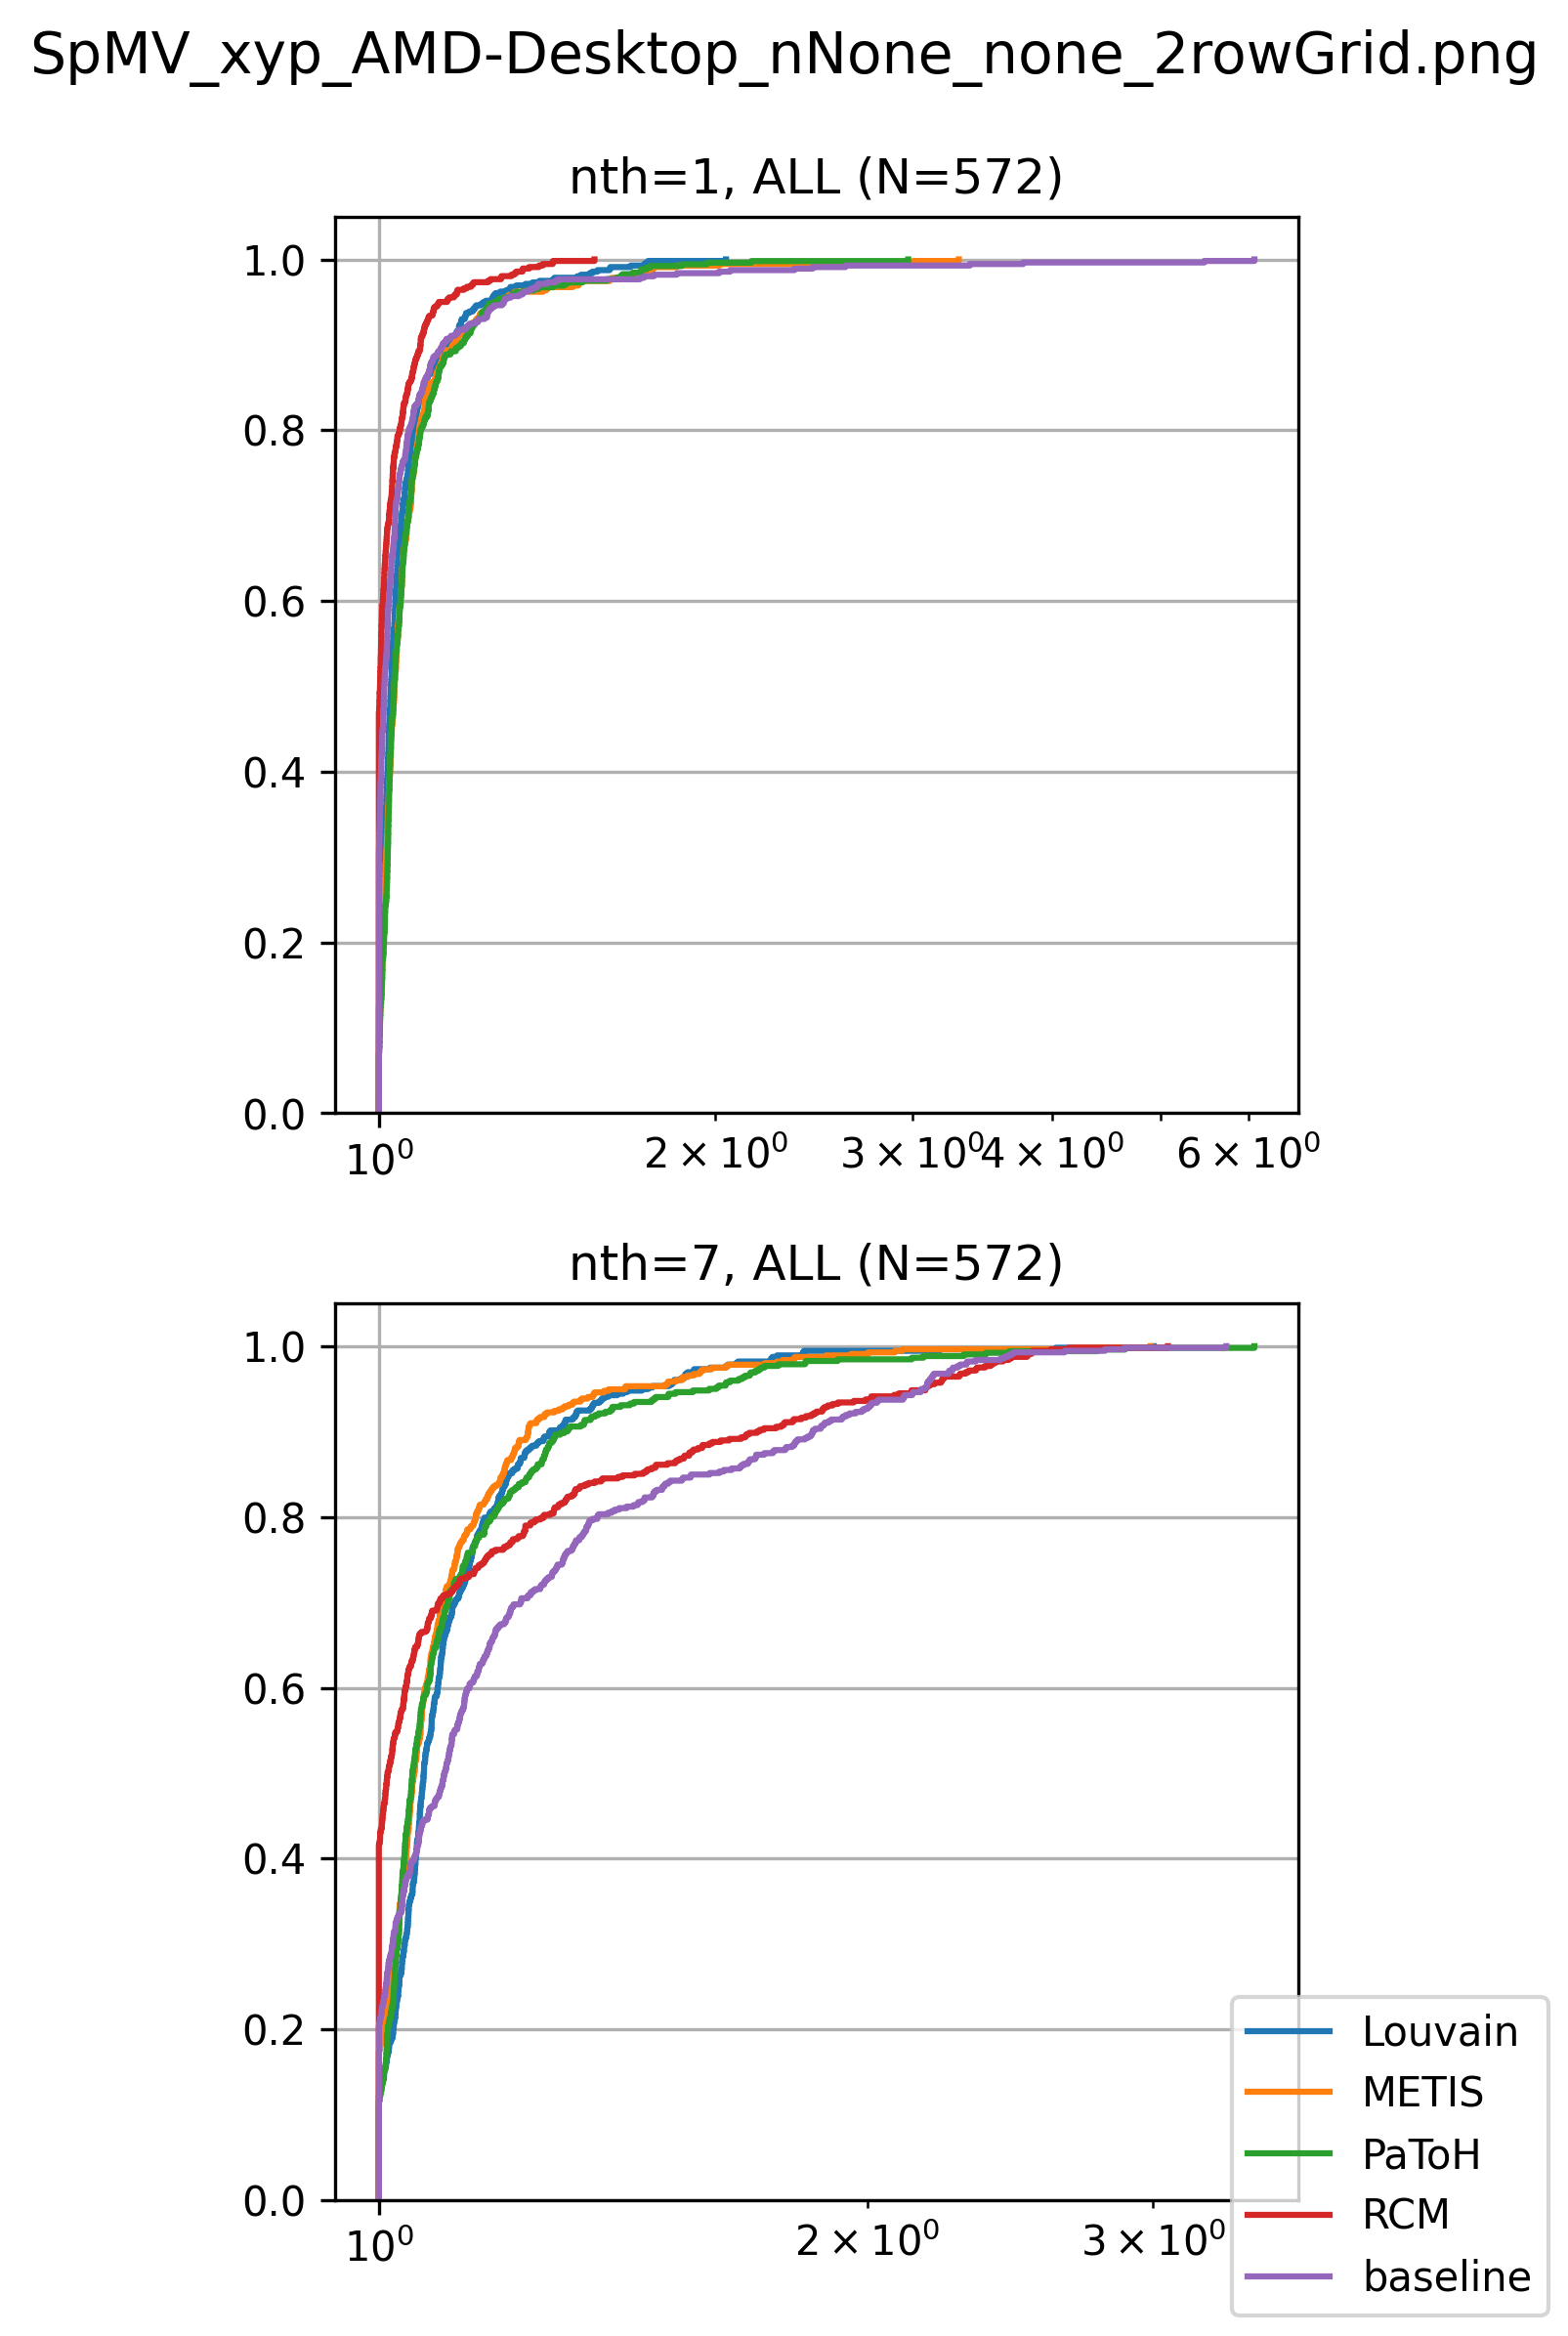 SpMV_xyp_AMD-Desktop_nNone_none_2rowGrid.png
nth=1, ALL (N=572)
1.0
0.8
0.6
0.4
0.2
0.0
10⁰ 2 × 10⁰ 3 × 10⁰ 4 × 10⁰ 6 × 10⁰
nth=7, ALL (N=572)
1.0
0.8
0.6
0.4
0.2
0.0
10⁰ 2 × 10⁰ 3 × 10⁰
Louvain
METIS
PaToH
RCM
baseline